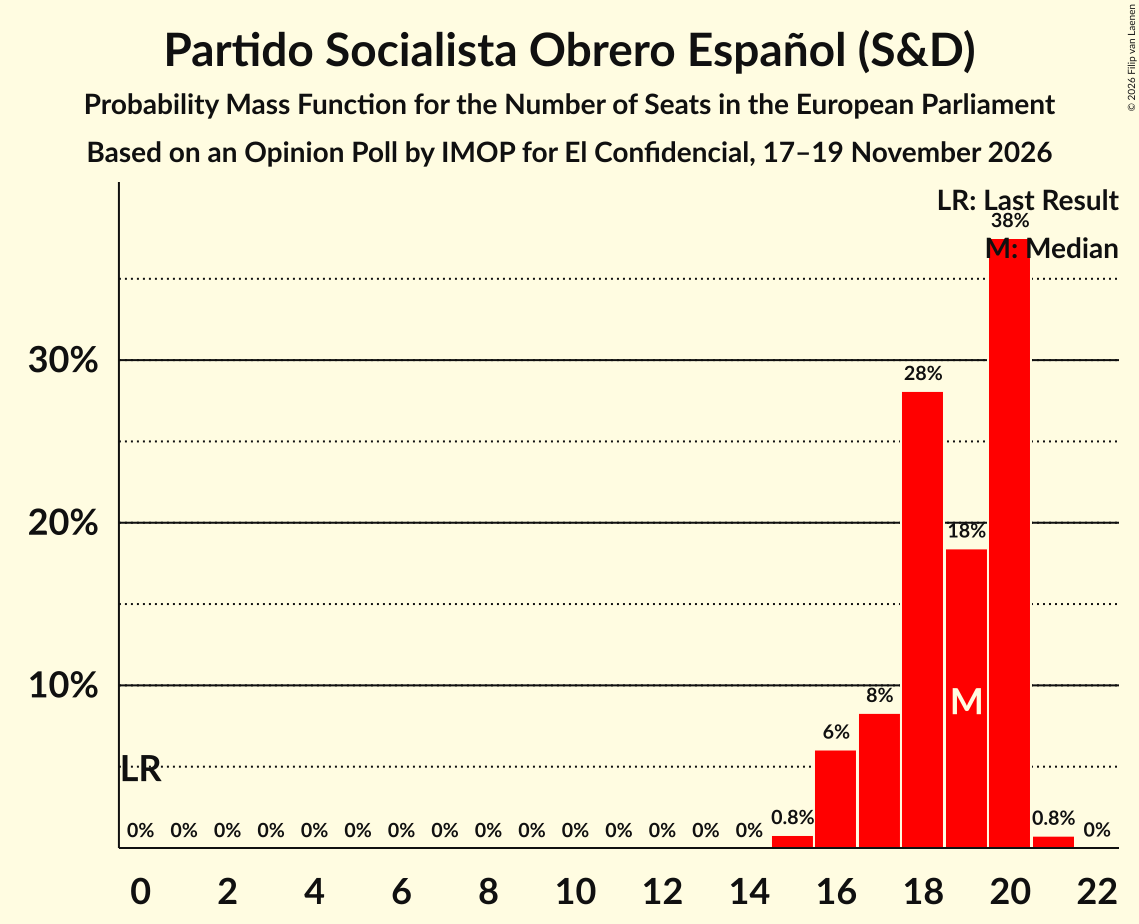 Partido Socialista Obrero Español (S&D)
Probability Mass Function for the Number of Seats in the European Parliament
Based on an Opinion Poll by IMOP for El Confidencial, 17–19 November 2026
© 2026 Filip van Laenen
LR: Last Result
38%
M: Median
30%
28%
20%
18%
10%
8%
M
6%
LR
0% 0% 0% 0% 0% 0% 0% 0% 0% 0% 0% 0% 0% 0% 0% 0.8% 0.8% 0%
0 2 4 6 8 10 12 14 16 18 20 22